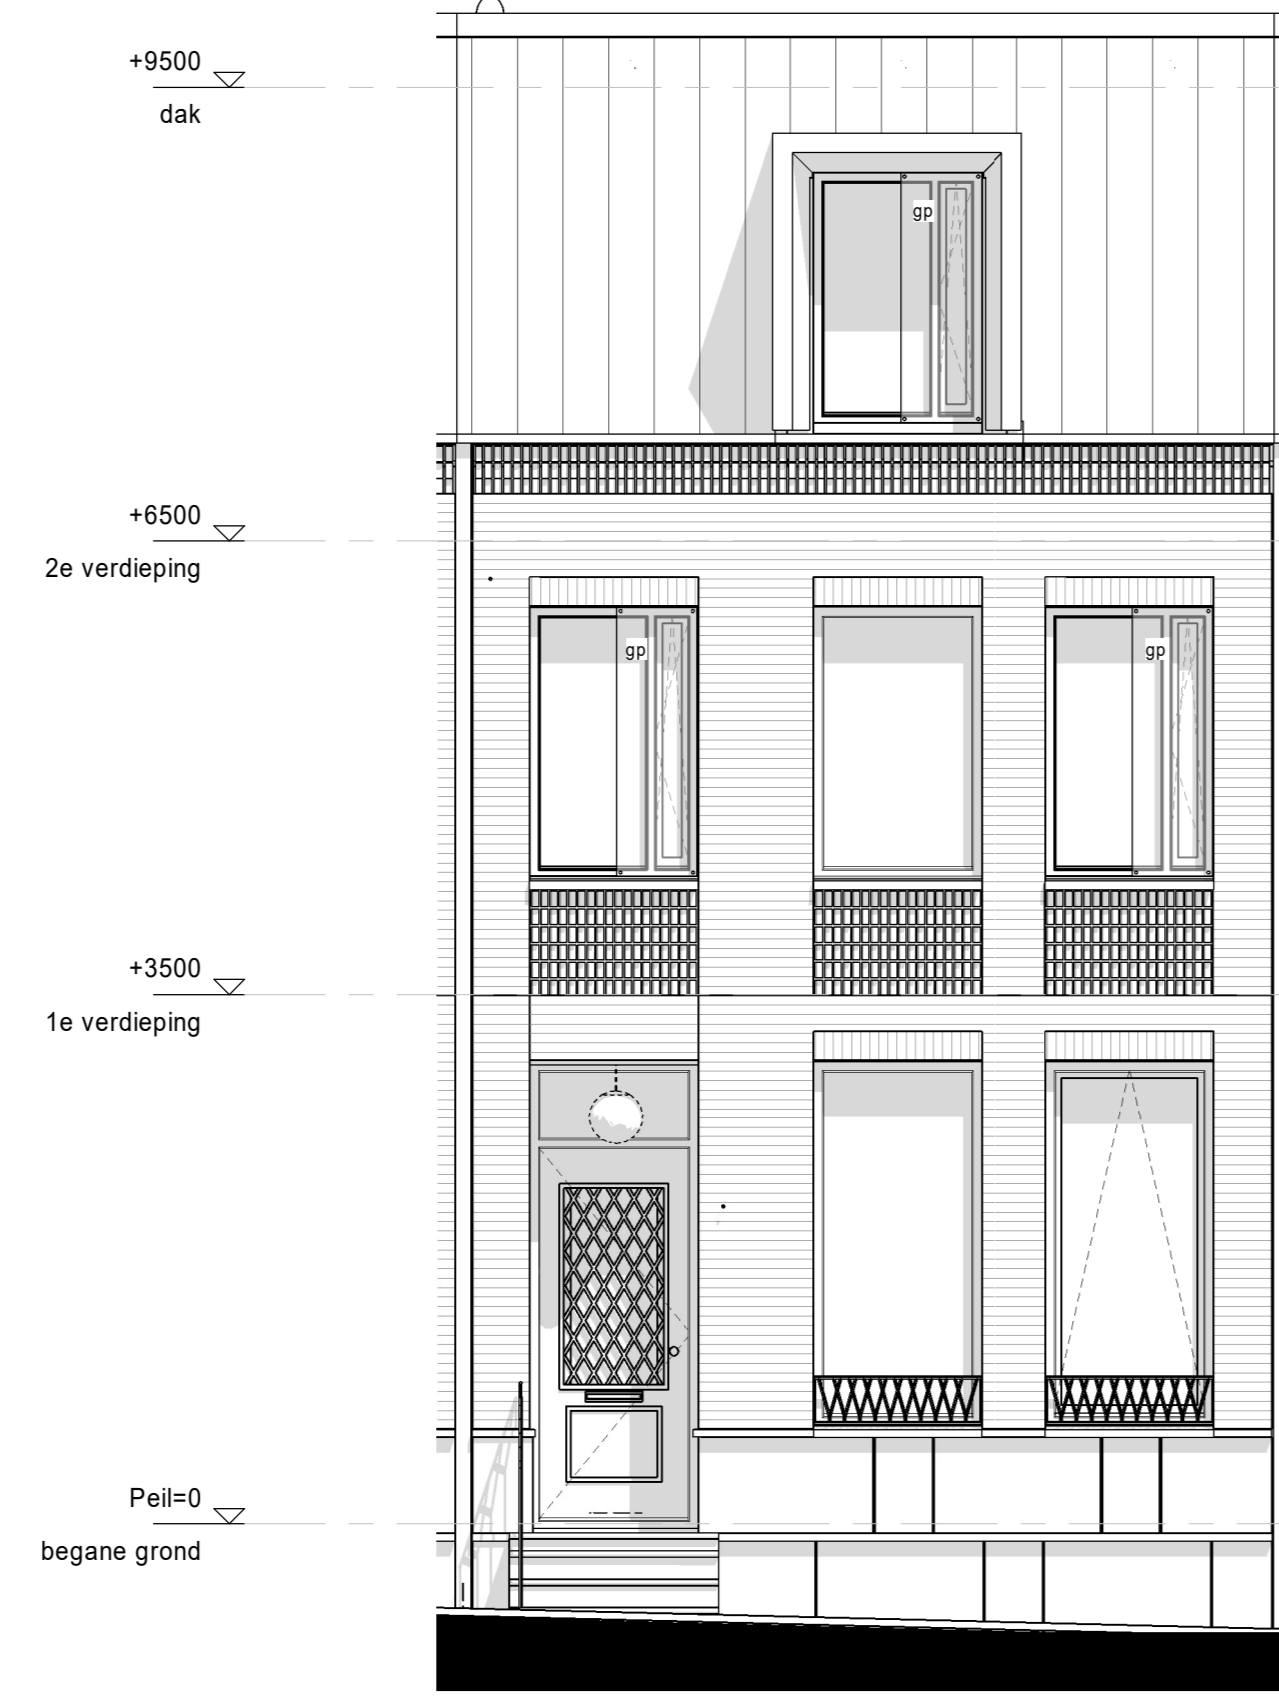 +9500
dak
gp
+6500
2e verdieping
gp
gp
+3500
1e verdieping
Peil=0
begane grond